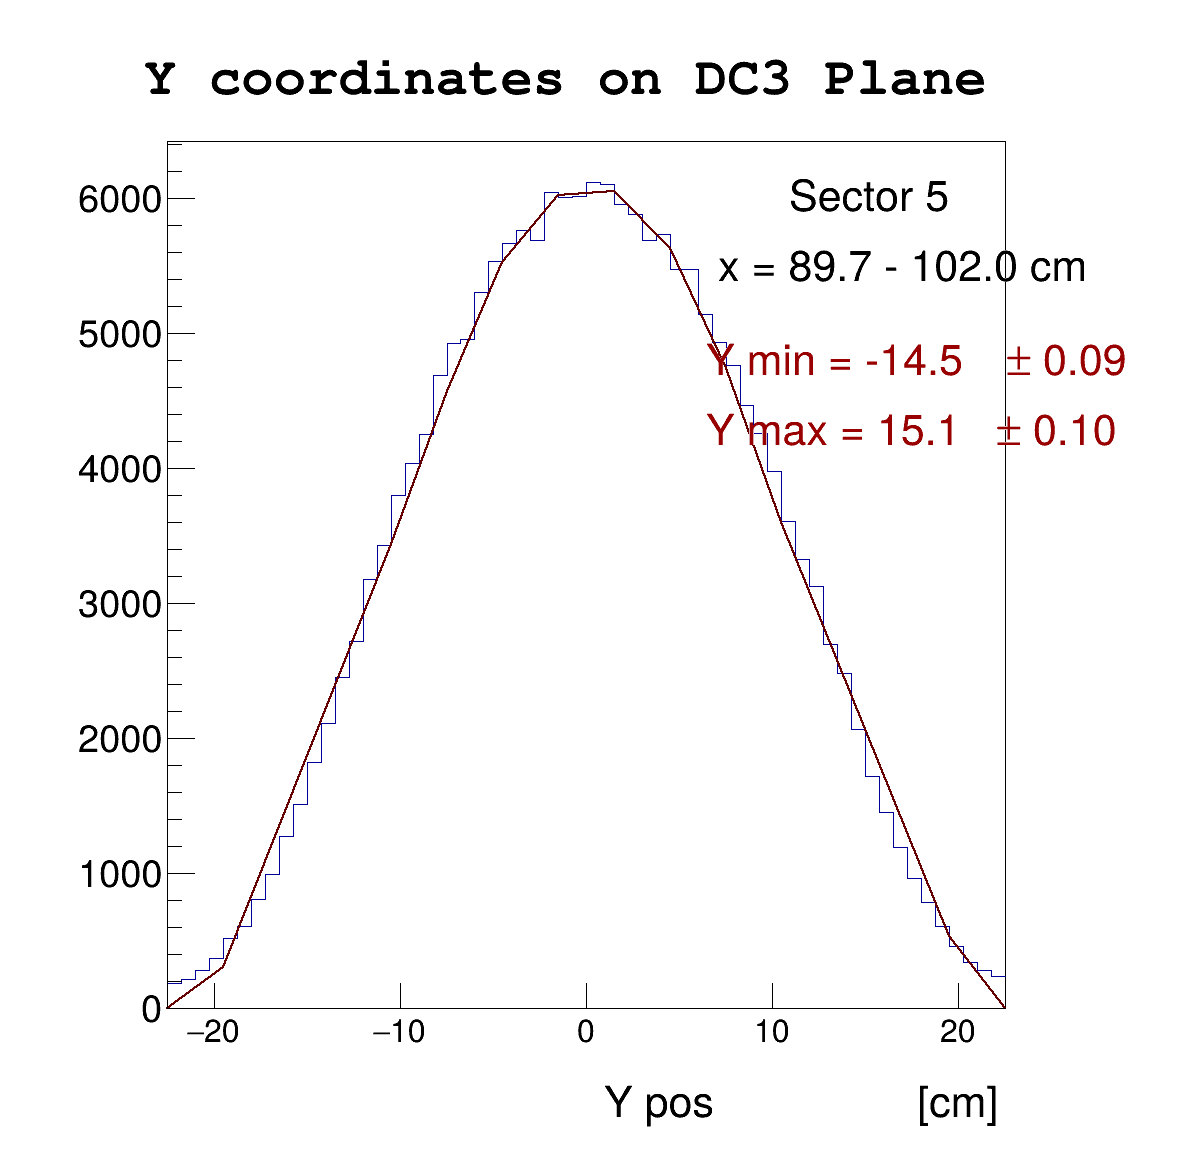 Y coordinates on DC3 Plane
Sector 5
x = 89.7 - 102.0 cm
Y min = -14.5 ± 0.09
Y max = 15.1 ± 0.10
6000
5000
4000
3000
2000
1000
0
−20 −10 0 10 20
Y pos [cm]